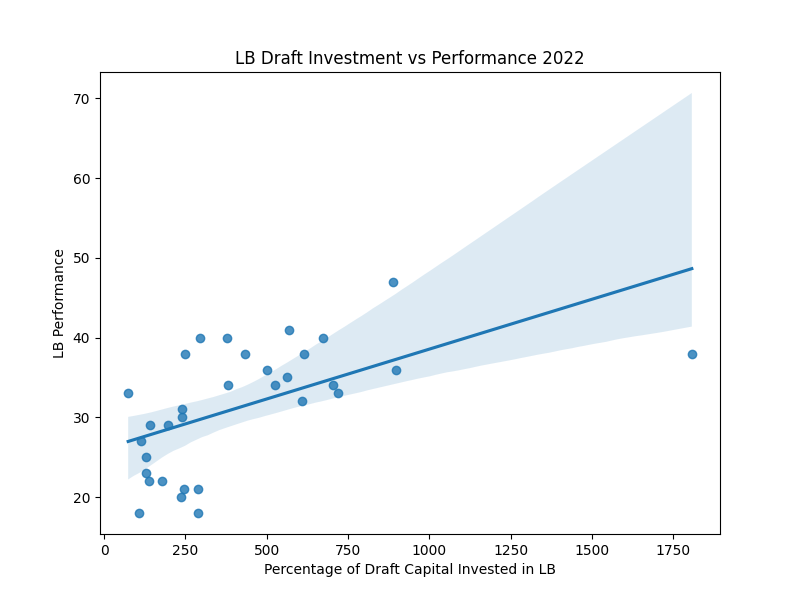 LB Draft Investment vs Performance 2022
70
60
50
40
30
20
LB Performance
0 250 500 750 1000 1250 1500 1750
Percentage of Draft Capital Invested in LB